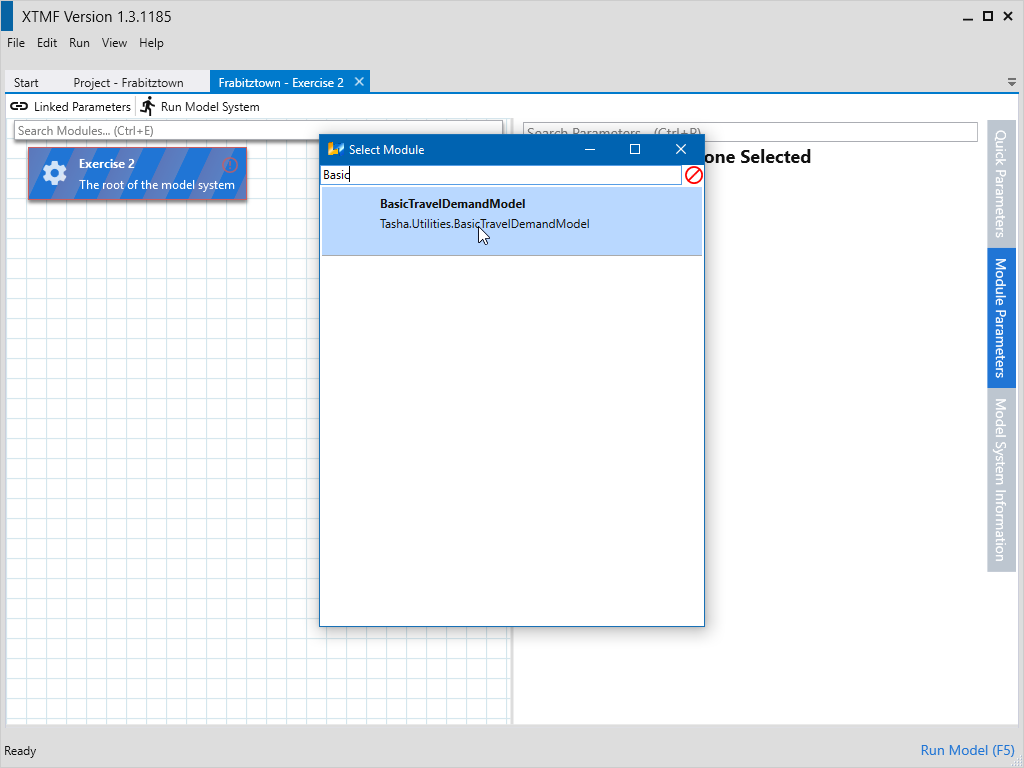 XTMF Version 1.3.1185
File Edit Run View Help
Start Project - Frabitztown Frabitztown - Exercise 2
Linked Parameters Run Model System
Search Modules... (Ctrl+E)
Search Parameters... (Ctrl+P)
Select Module
one Selected
Exercise 2
The root of the model system
Basic
BasicTravelDemandModel
Tasha.Utilities.BasicTravelDemandModel
Quick Parameters
Module Parameters
Model System Information
Ready
Run Model (F5)